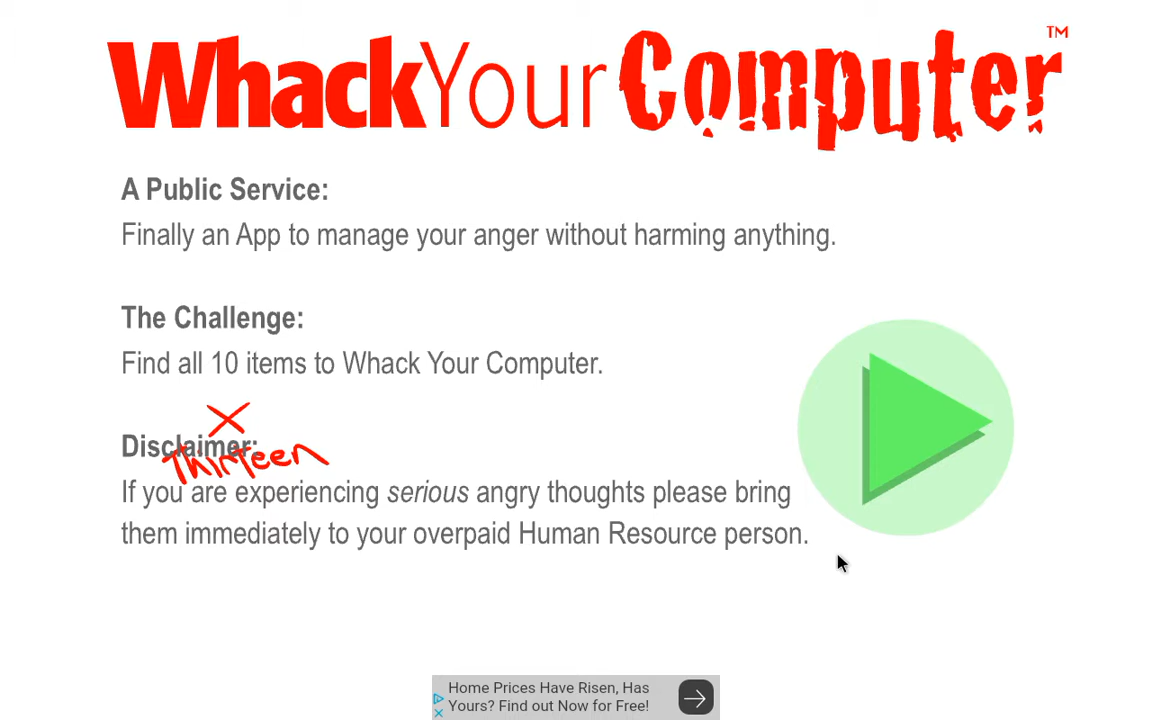 WhackYourComputer™
A Public Service:
Finally an App to manage your anger without harming anything.
The Challenge:
Find all 10 items to Whack Your Computer.
X
Disclaimer:
Thirteen
If you are experiencing serious angry thoughts please bring
them immediately to your overpaid Human Resource person.
Home Prices Have Risen, Has
Yours? Find out Now for Free!